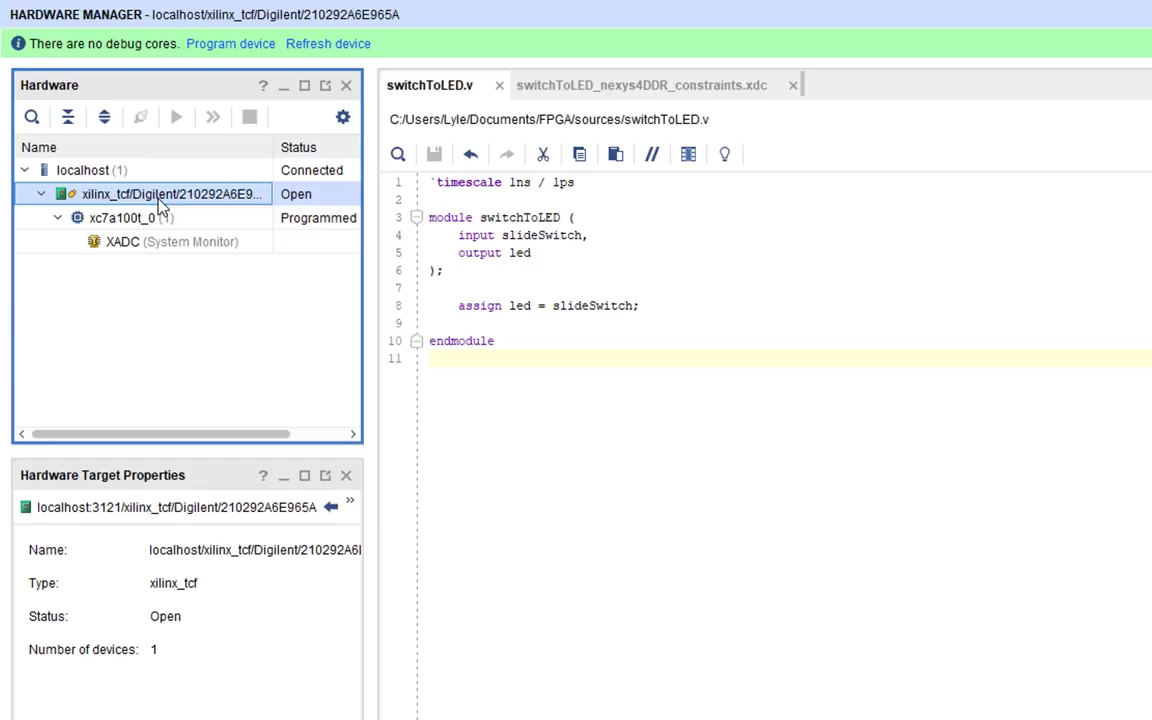 HARDWARE MANAGER - localhost/xilinx_tcf/Digilent/210292A6E965A
There are no debug cores. Program device Refresh device
Hardware
?
Name Status
localhost (1) Connected
xilinx_tcf/Digilent/210292A6E9... Open
xc7a100t_0 (1) Programmed
XADC (System Monitor)
Hardware Target Properties
?
localhost:3121/xilinx_tcf/Digilent/210292A6E965A
Name: localhost/xilinx_tcf/Digilent/210292A6
Type: xilinx_tcf
Status: Open
Number of devices: 1
switchToLED.v switchToLED_nexys4DDR_constraints.xdc
C:/Users/Lyle/Documents/FPGA/sources/switchToLED.v
//
1 `timescale 1ns / 1ps
2
3 module switchToLED (
4 input slideSwitch,
5 output led
6 );
7
8 assign led = slideSwitch;
9
10 endmodule
11